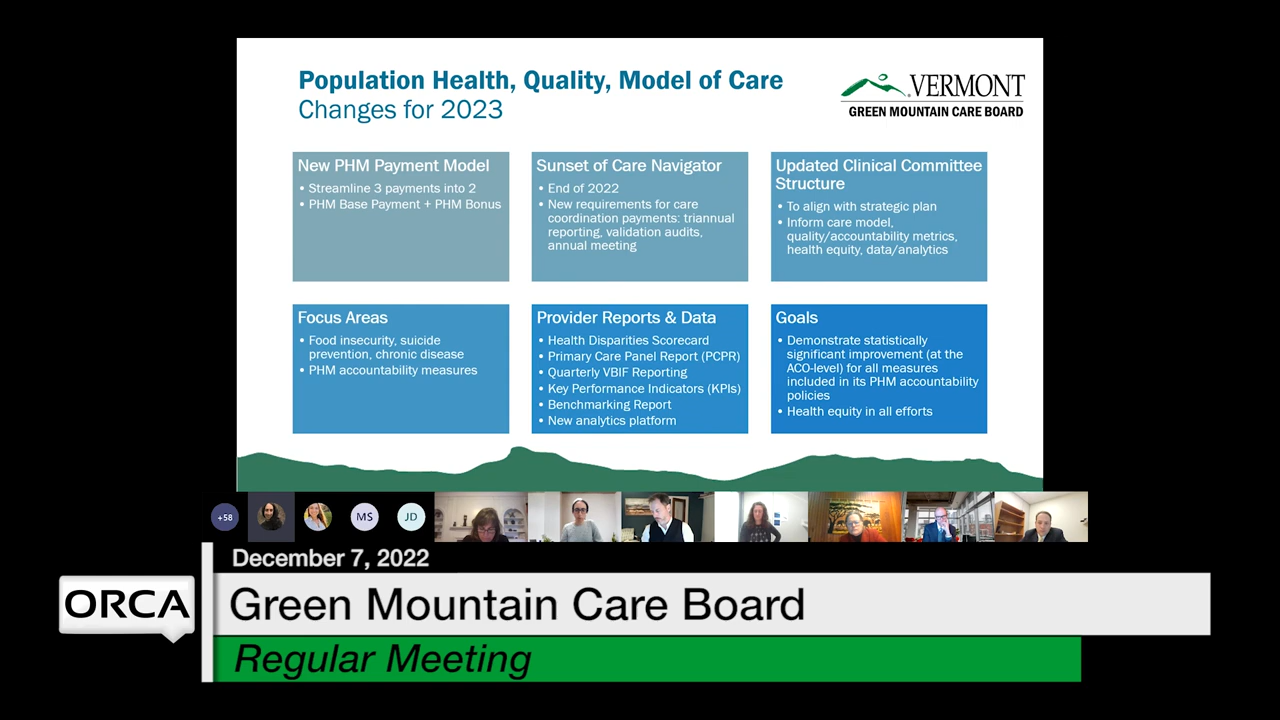 Population Health, Quality, Model of Care
Changes for 2023
VERMONT
GREEN MOUNTAIN CARE BOARD
New PHM Payment Model
• Streamline 3 payments into 2
• PHM Base Payment + PHM Bonus
Sunset of Care Navigator
• End of 2022
• New requirements for care
coordination payments: triannual
reporting, validation audits,
annual meeting
Updated Clinical Committee
Structure
• To align with strategic plan
• Inform care model,
quality/accountability metrics,
health equity, data/analytics
Focus Areas
• Food insecurity, suicide
prevention, chronic disease
• PHM accountability measures
Provider Reports & Data
• Health Disparities Scorecard
• Primary Care Panel Report (PCPR)
• Quarterly VBIF Reporting
• Key Performance Indicators (KPIs)
• Benchmarking Report
• New analytics platform
Goals
• Demonstrate statistically
significant improvement (at the
ACO-level) for all measures
included in its PHM accountability
policies
• Health equity in all efforts
+58
MS
JD
December 7, 2022
ORCA
Green Mountain Care Board
Regular Meeting